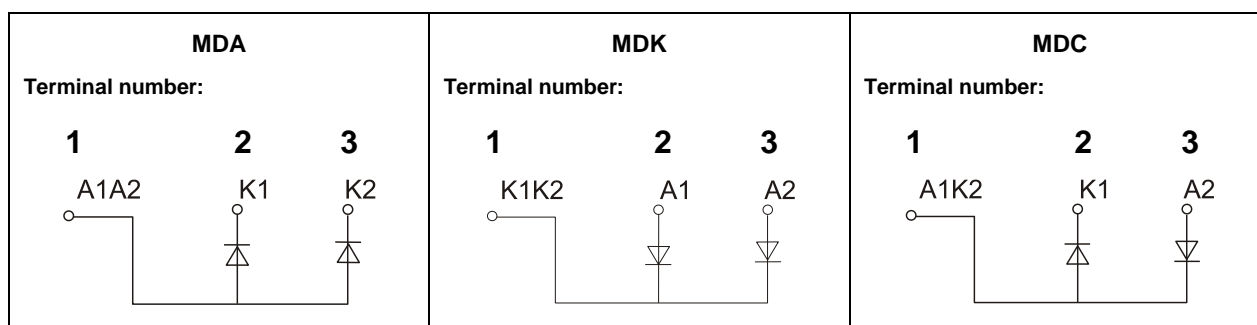 MDA
Terminal number:
1 2 3
A1A2 K1 K2
MDK
Terminal number:
1 2 3
K1K2 A1 A2
MDC
Terminal number:
1 2 3
A1K2 K1 A2